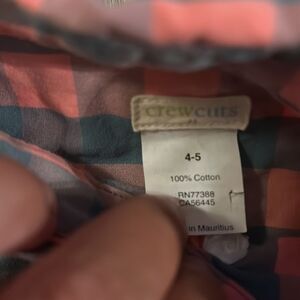 crewcuts
4-5
100% Cotton
RN77388
CA56445
in Mauritius